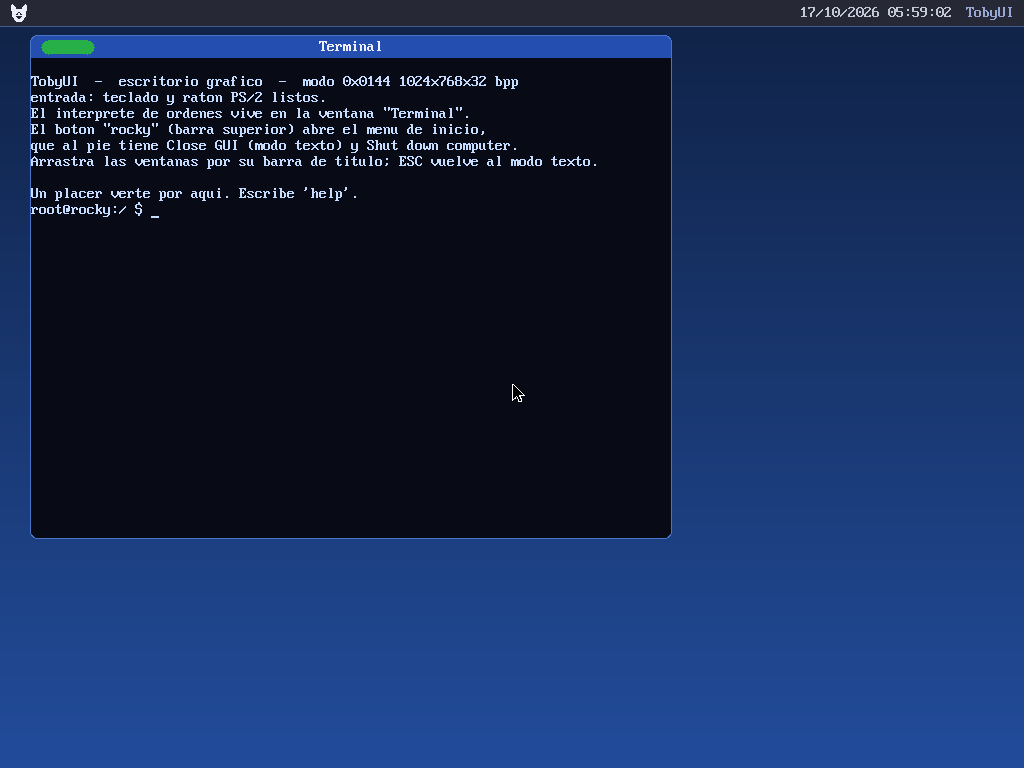 17/10/2026 05:59:02 TobyUI
Terminal
TobyUI - escritorio grafico - modo 0x0144 1024x768x32 bpp
entrada: teclado y raton PS/2 listos.
El interprete de ordenes vive en la ventana "Terminal".
El boton "rocky" (barra superior) abre el menu de inicio,
que al pie tiene Close GUI (modo texto) y Shut down computer.
Arrastra las ventanas por su barra de titulo; ESC vuelve al modo texto.
Un placer verte por aqui. Escribe 'help'.
root@rocky:/ $ _